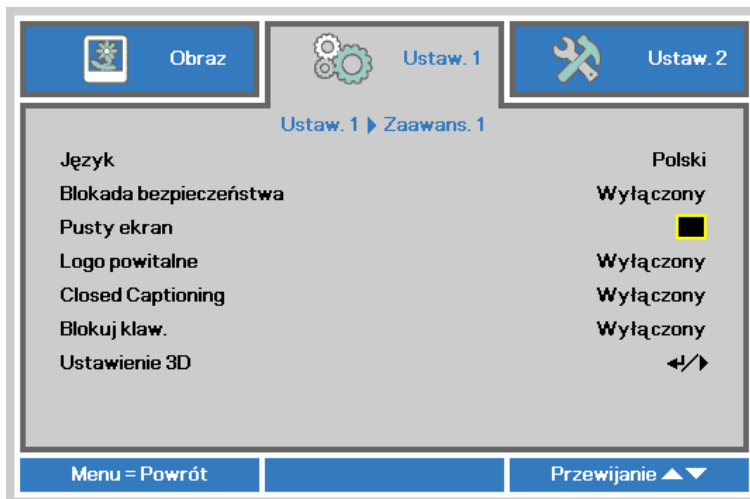 Obraz
Ustaw. 1
Ustaw. 2
Ustaw. 1 Zaawans. 1
Język Polski
Blokada bezpieczeństwa Wyłączony
Pusty ekran
Logo powitalne Wyłączony
Closed Captioning Wyłączony
Blokuj klaw. Wyłączony
Ustawienie 3D
Menu = Powrót
Przewijanie